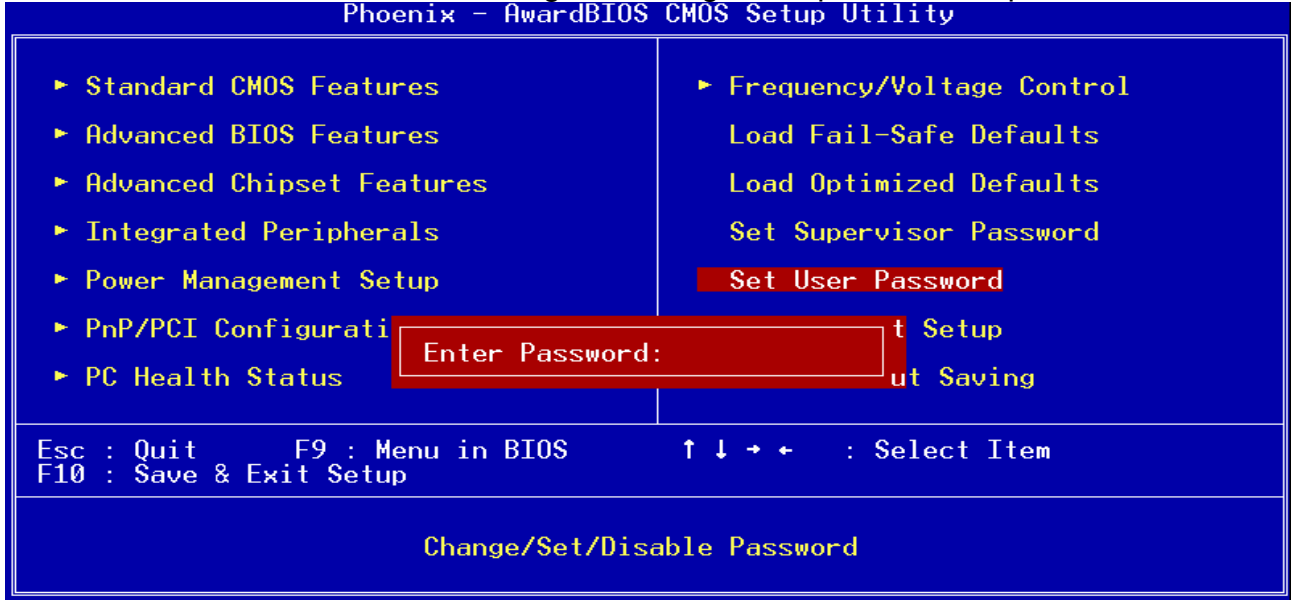 Phoenix - AwardBIOS CMOS Setup Utility
► Standard CMOS Features
► Advanced BIOS Features
► Advanced Chipset Features
► Integrated Peripherals
► Power Management Setup
► PnP/PCI Configurati
► PC Health Status
► Frequency/Voltage Control
Load Fail-Safe Defaults
Load Optimized Defaults
Set Supervisor Password
Set User Password
t Setup
ut Saving
Enter Password:
Esc : Quit F9 : Menu in BIOS ↑ ↓ → ← : Select Item
F10 : Save & Exit Setup
Change/Set/Disable Password